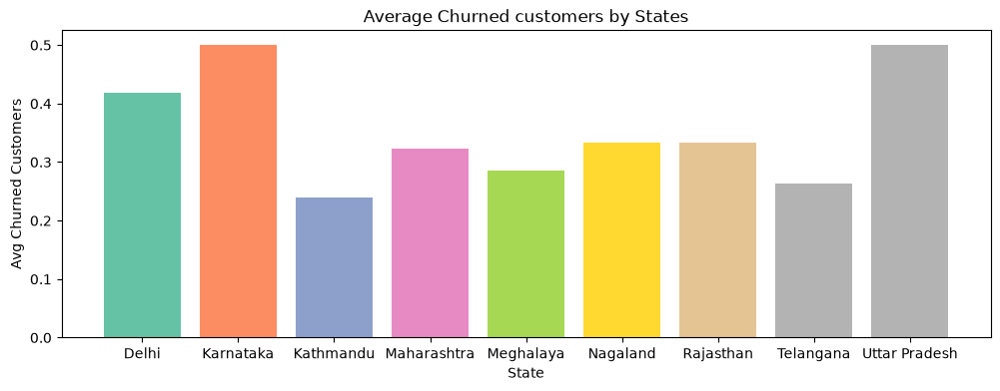 Average Churned customers by States
Avg Churned Customers
0.5
0.4
0.3
0.2
0.1
0.0
Delhi Karnataka Kathmandu Maharashtra Meghalaya Nagaland Rajasthan Telangana Uttar Pradesh
State